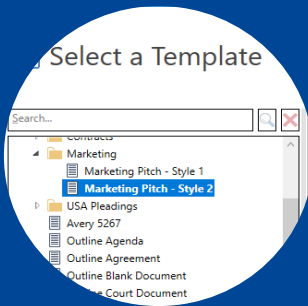 Select a Template
Search...
Contracts
Marketing
Marketing Pitch - Style 1
Marketing Pitch - Style 2
USA Pleadings
Avery 5267
Outline Agenda
Outline Agreement
Outline Blank Document
Court Document